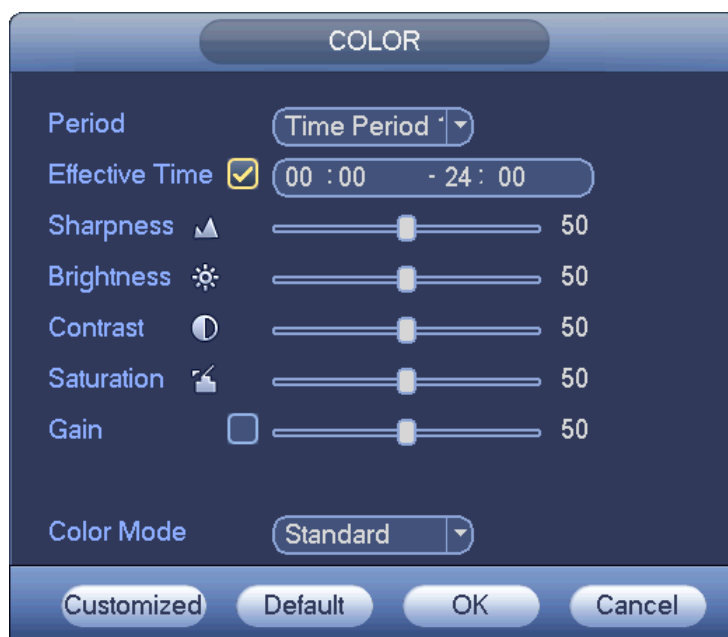 COLOR
Period Time Period
Effective Time 00 : 00 - 24 : 00
Sharpness 50
Brightness 50
Contrast 50
Saturation 50
Gain 50
Color Mode Standard
Customized Default OK Cancel